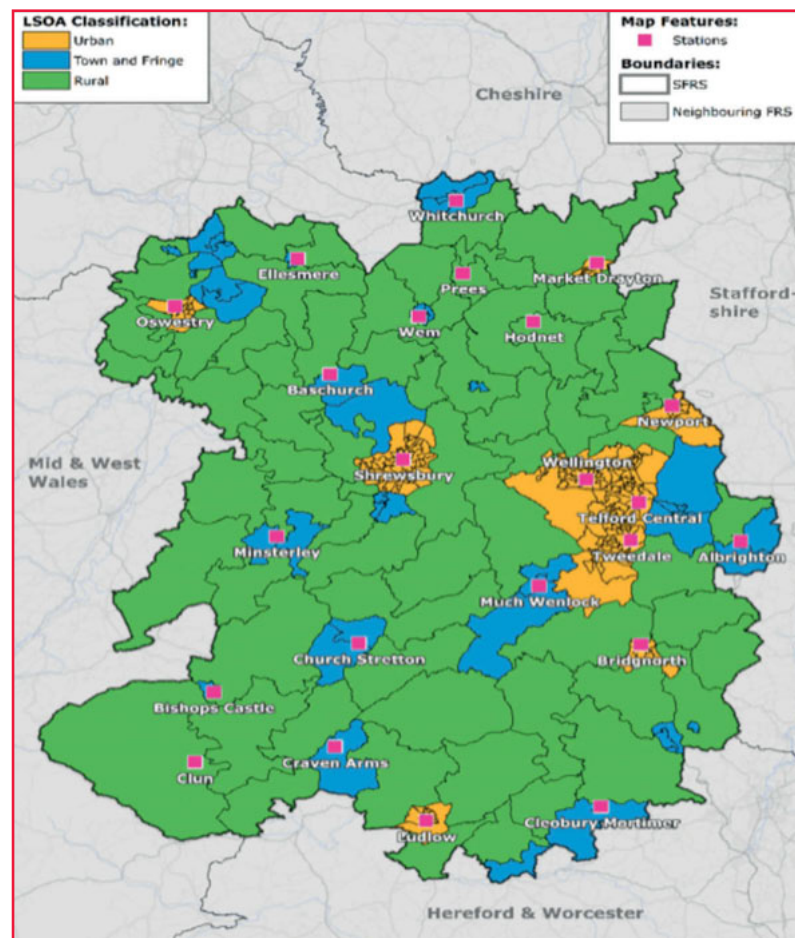 LSOA Classification:
Urban
Town and Fringe
Rural
Map Features:
Stations
Boundaries:
SFRS
Neighbouring FRS
Cheshire
Whitchurch
Ellesmere
Prees
Market Drayton
Stafford-
shire
Oswestry
Wem
Hodnet
Baschurch
Newport
Mid & West
Wales
Shrewsbury
Wellington
Telford Central
Minsterley
Tweedale
Albrighton
Much Wenlock
Church Stretton
Bridgnorth
Bishops Castle
Clun
Craven Arms
Ludlow
Cleobury Mortimer
Hereford & Worcester